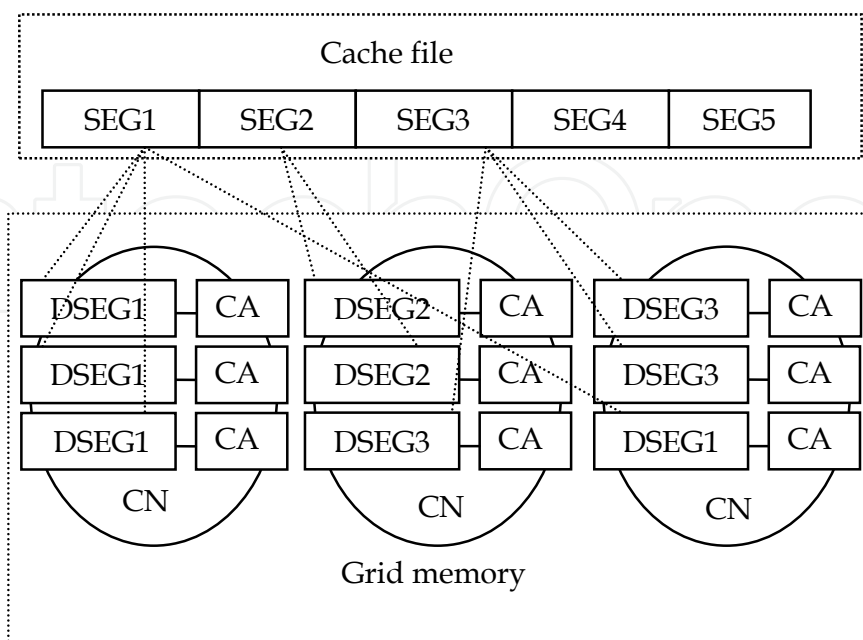 Cache file
SEG1 SEG2 SEG3 SEG4 SEG5
DSEG1 CA DSEG2 CA DSEG3 CA
DSEG1 CA DSEG2 CA DSEG3 CA
DSEG1 CA DSEG3 CA DSEG1 CA
CN CN CN
Grid memory